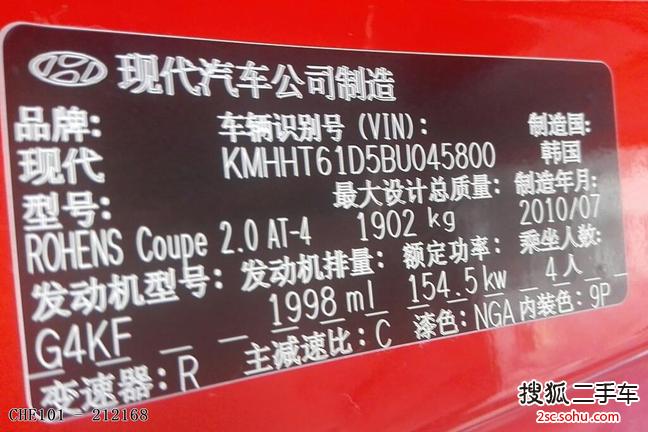 现代汽车公司制造
品牌: 车辆识别号 (VIN): 制造国:
现代 KMHHT61D5BU045800 韩国
型号: 最大设计总质量: 制造年月:
ROHENS Coupe 2.0 AT-4 1902 kg 2010/07
发动机型号: 发动机排量: 额定功率: 乘坐人数:
G4KF 1998 ml 154.5 kw 4 人
变速器: R 主减速比: C 漆色: NGA 内装色: 9P
CHE101 - 212168
搜狐二手车
2sc.sohu.com